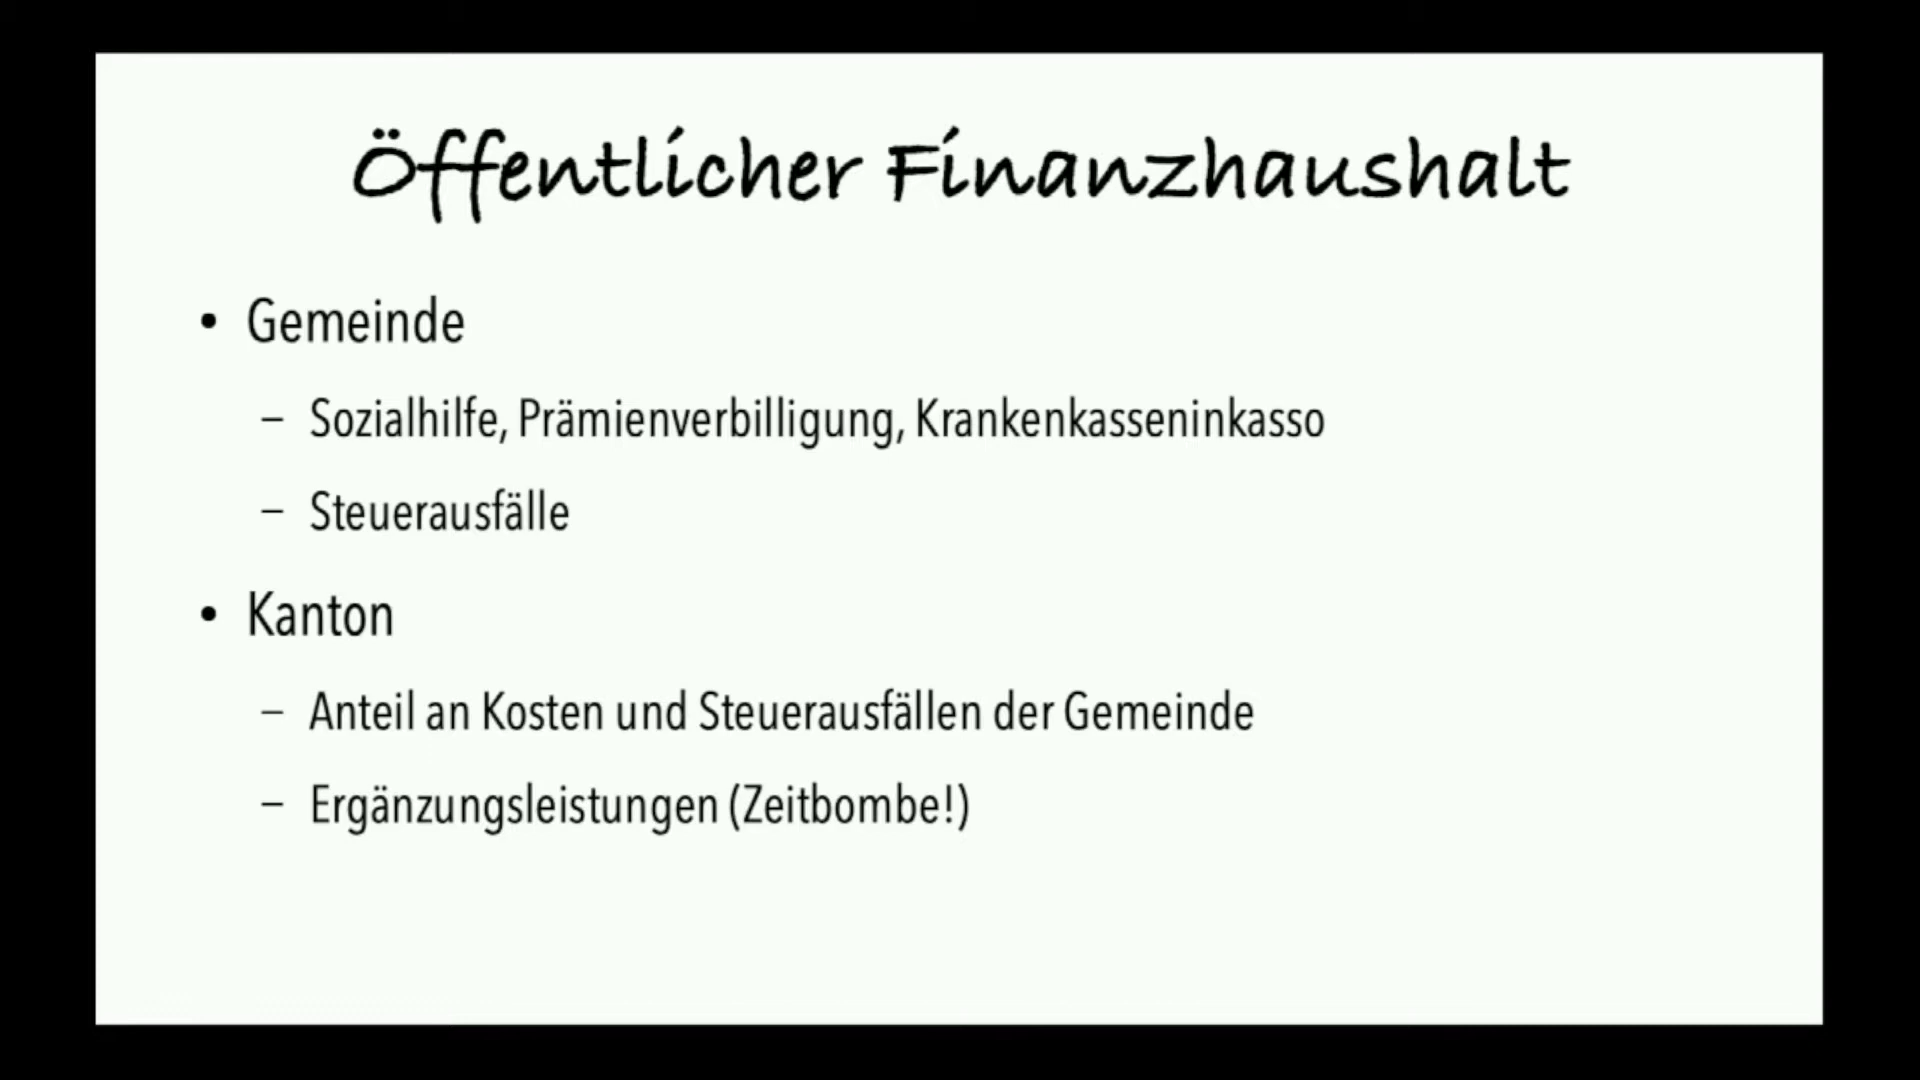 Öffentlicher Finanzhaushalt
• Gemeinde
– Sozialhilfe, Prämienverbilligung, Krankenkasseninkasso
– Steuerausfälle
• Kanton
– Anteil an Kosten und Steuerausfällen der Gemeinde
– Ergänzungsleistungen (Zeitbombe!)